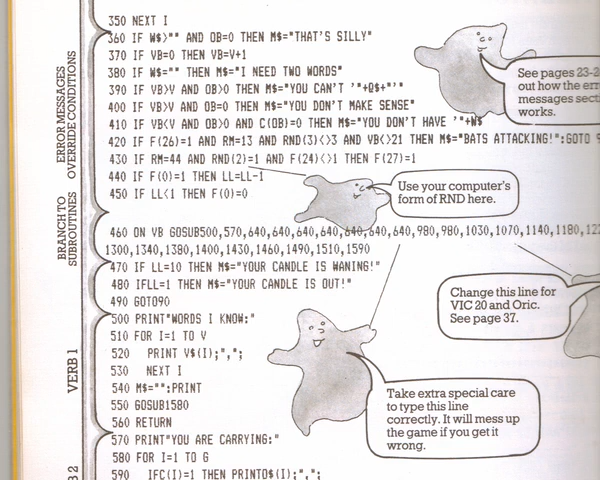 350 NEXT I
360 IF W$>"" AND OB=0 THEN M$="THAT'S SILLY"
370 IF VB=0 THEN VB=V+1
380 IF W$="" THEN M$="I NEED TWO WORDS"
390 IF VB>V AND OB>0 THEN M$="YOU CAN'T '"+Q$+"'"
400 IF VB>V AND OB=0 THEN M$="YOU DON'T MAKE SENSE"
410 IF VB<V AND OB>0 AND C(OB)=0 THEN M$="YOU DON'T HAVE '"+W$
420 IF F(26)=1 AND RM=13 AND RND(3)<>3 AND VB<>21 THEN M$="BATS ATTACKING!":GOTO
430 IF RM=44 AND RND(2)=1 AND F(24)<>1 THEN F(27)=1
440 IF F(0)=1 THEN LL=LL-1
450 IF LL<1 THEN F(0)=0
460 ON VB GOSUB500,570,640,640,640,640,640,640,640,980,980,1030,1070,1140,1180,122
1300,1340,1380,1400,1430,1460,1490,1510,1590
470 IF LL=10 THEN M$="YOUR CANDLE IS WANING!"
480 IFLL=1 THEN M$="YOUR CANDLE IS OUT!"
490 GOTO90
500 PRINT"WORDS I KNOW:"
510 FOR I=1 TO V
520 PRINT V$(I);",";
530 NEXT I
540 M$="":PRINT
550 GOSUB1580
560 RETURN
570 PRINT"YOU ARE CARRYING:"
580 FOR I=1 TO G
590 IFC(I)=1 THEN PRINTO$(I);",";
ERROR MESSAGES
OVERRIDE CONDITIONS
BRANCH TO
SUBROUTINES
VERB 1
B 2
See pages 23-2
out how the err
messages sect
works.
Use your computer's
form of RND here.
Change this line for
VIC 20 and Oric.
See page 37.
Take extra special care
to type this line
correctly. It will mess up
the game if you get it
wrong.